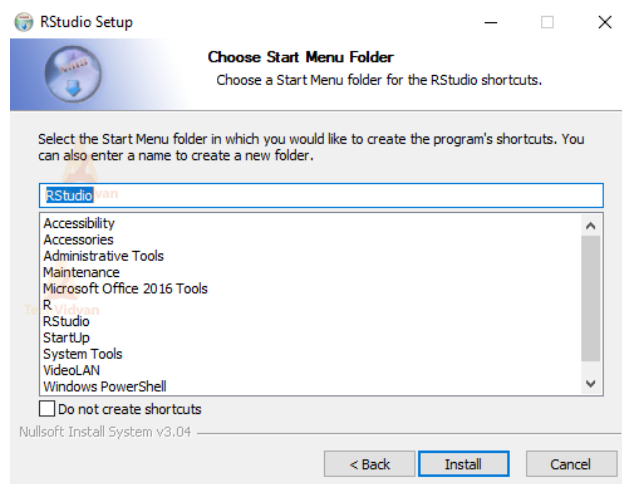 RStudio Setup
Choose Start Menu Folder
Choose a Start Menu folder for the RStudio shortcuts.
Select the Start Menu folder in which you would like to create the program's shortcuts. You
can also enter a name to create a new folder.
RStudio
Accessibility
Accessories
Administrative Tools
Maintenance
Microsoft Office 2016 Tools
R
RStudio
StartUp
System Tools
VideoLAN
Windows PowerShell
Do not create shortcuts
Nullsoft Install System v3.04
< Back
Install
Cancel